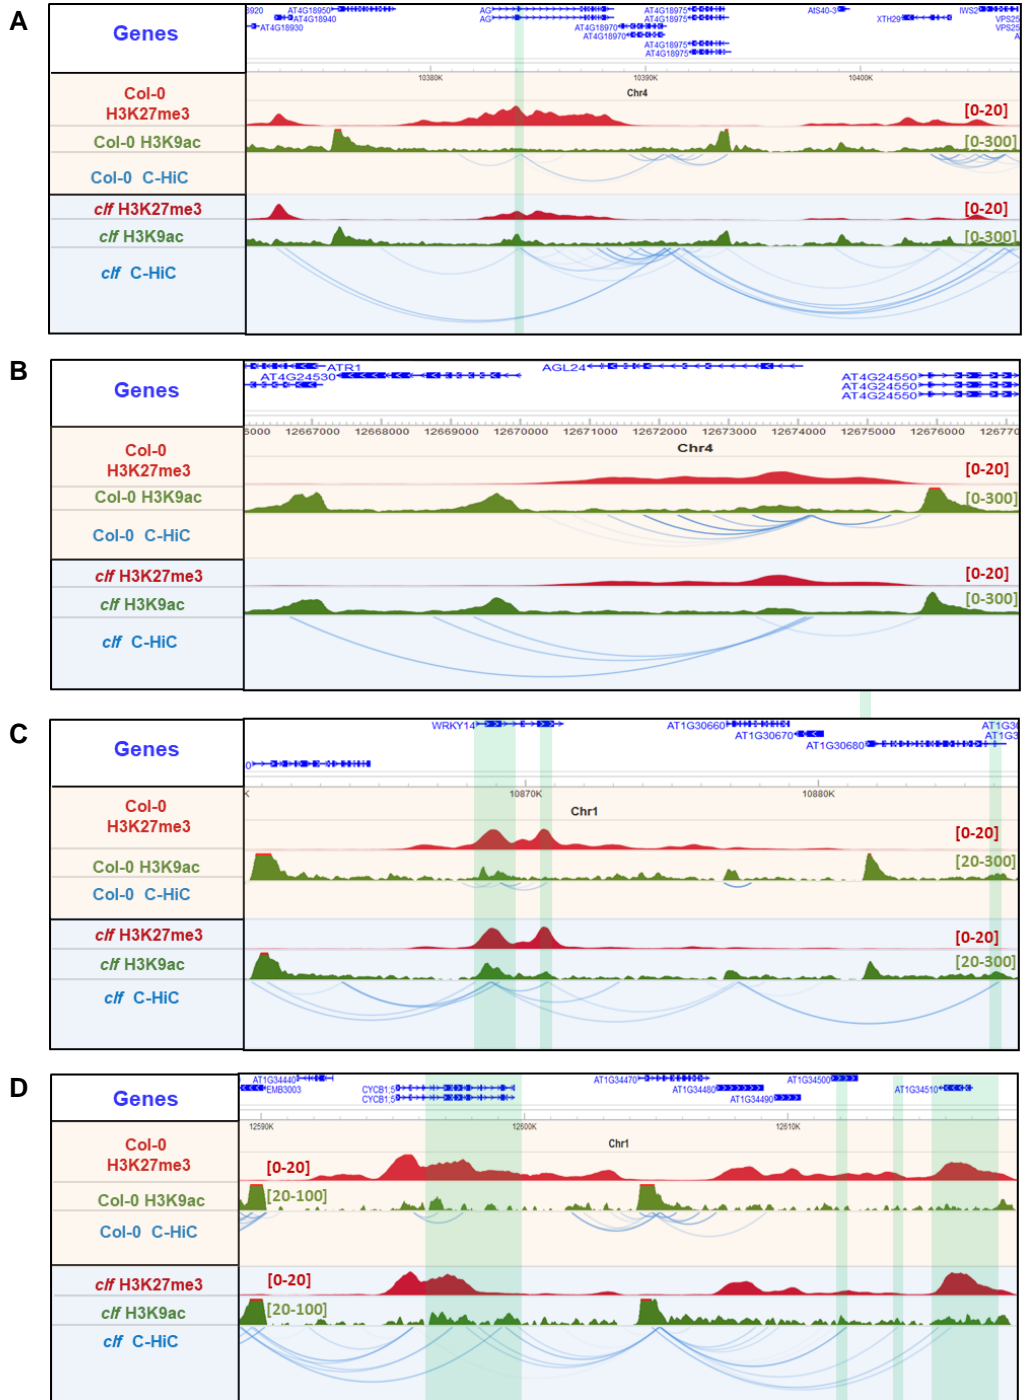 A
Genes
3920
AT4G18950
AT4G18940
AT4G18930
AG
AG
AT4G18970
AT4G18970
AT4G18975
AT4G18975
AT4G18975
AT4G18975
AtS40-3
XTH29
IWS2
VPS25
VPS25
A
10380K
10390K
10400K
Chr4
Col-0
H3K27me3
[0-20]
Col-0 H3K9ac
[0-300]
Col-0 C-HiC
clf H3K27me3
[0-20]
clf H3K9ac
[0-300]
clf C-HiC
B
Genes
ATR1
AT4G24530
AGL24
AT4G24550
AT4G24550
AT4G24550
6000 12667000 12668000 12669000 12670000 12671000 12672000 12673000 12674000 12675000 12676000 126770
Chr4
Col-0
H3K27me3
[0-20]
Col-0 H3K9ac
[0-300]
Col-0 C-HiC
clf H3K27me3
[0-20]
clf H3K9ac
[0-300]
clf C-HiC
C
Genes
0
WRKY14
AT1G30660
AT1G30670
AT1G30680
AT1G30
AT1G3
K
10870K
10880K
Chr1
Col-0
H3K27me3
[0-20]
Col-0 H3K9ac
[20-300]
Col-0 C-HiC
clf H3K27me3
[0-20]
clf H3K9ac
[20-300]
clf C-HiC
D
Genes
AT1G34440
EMB3003
CYCB1;5
CYCB1;5
AT1G34470
AT1G34480
AT1G34490
AT1G34500
AT1G34510
12590K
12600K
12610K
Chr1
Col-0
H3K27me3
[0-20]
Col-0 H3K9ac
[20-100]
Col-0 C-HiC
clf H3K27me3
[0-20]
clf H3K9ac
[20-100]
clf C-HiC